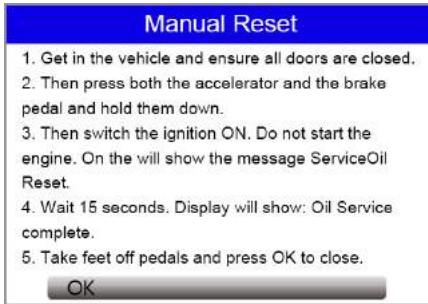 Manual Reset
1. Get in the vehicle and ensure all doors are closed.
2. Then press both the accelerator and the brake
pedal and hold them down.
3. Then switch the ignition ON. Do not start the
engine. On the will show the message ServiceOil
Reset.
4. Wait 15 seconds. Display will show: Oil Service
complete.
5. Take feet off pedals and press OK to close.
OK